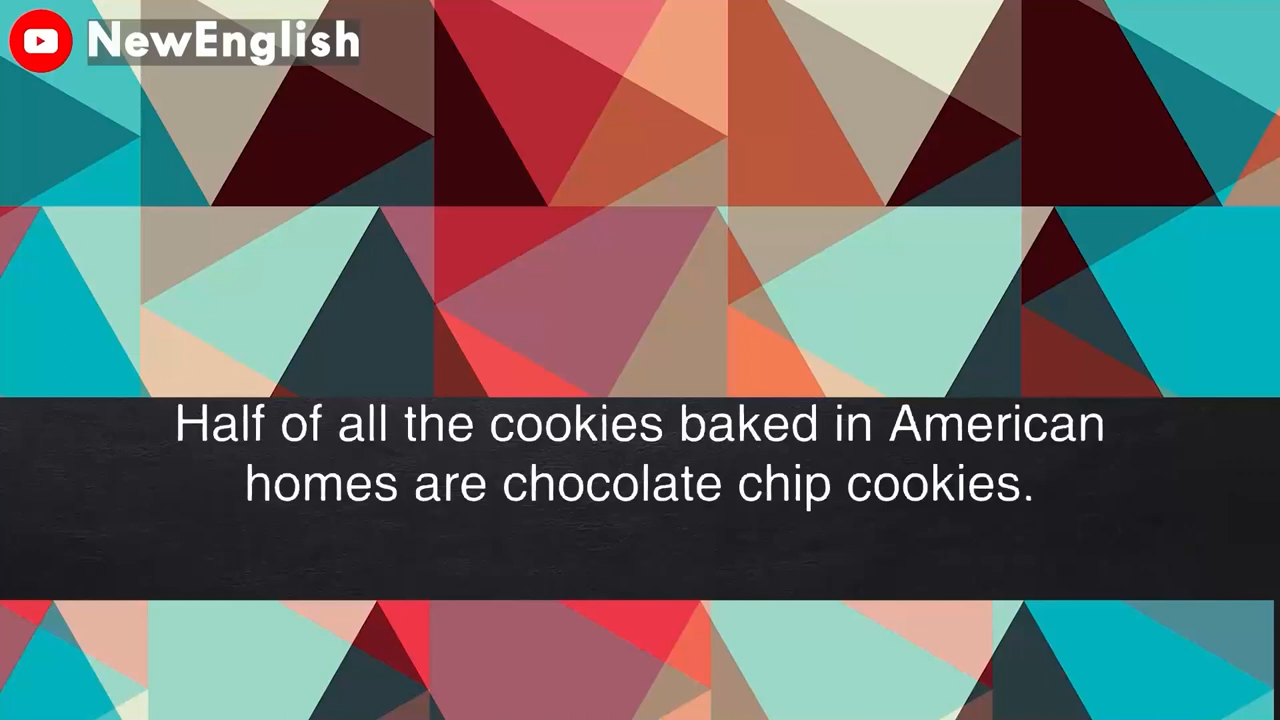 NewEnglish
Half of all the cookies baked in American
homes are chocolate chip cookies.